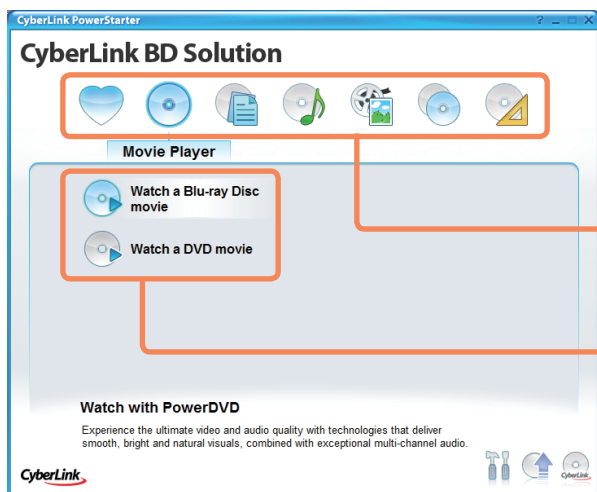 CyberLink PowerStarter
? _ □ X
CyberLink BD Solution
Movie Player
Watch a Blu-ray Disc
movie
Watch a DVD movie
Watch with PowerDVD
Experience the ultimate video and audio quality with technologies that deliver
smooth, bright and natural visuals, combined with exceptional multi-channel audio.
CyberLink
CyberLink